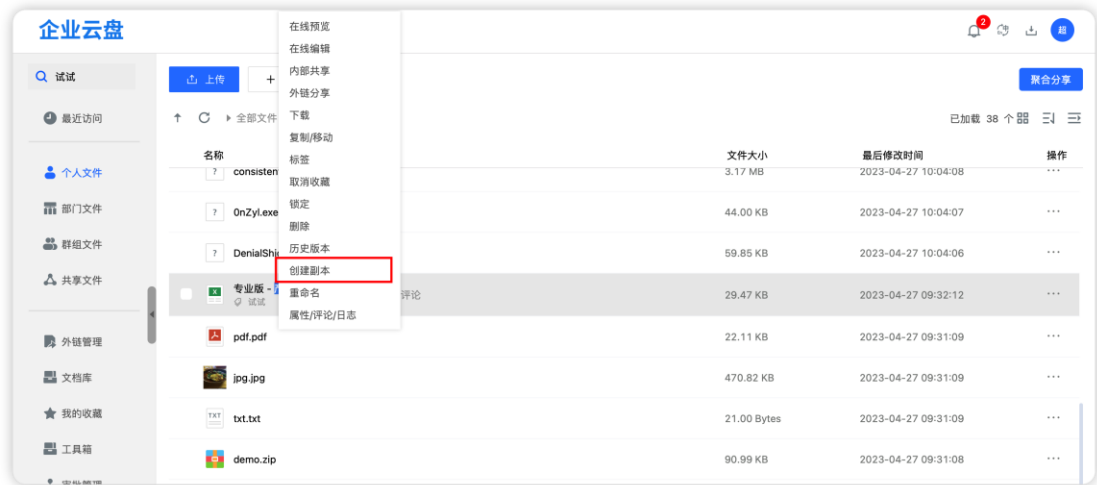 企业云盘
2
超
试试
上传
+
聚合分享
最近访问
全部文件
已加载 38 个
名称
文件大小
最后修改时间
操作
个人文件
部门文件
群组文件
共享文件
外链管理
文档库
我的收藏
工具箱
审批管理
在线预览
在线编辑
内部共享
外链分享
下载
复制/移动
标签
取消收藏
锁定
删除
历史版本
创建副本
重命名
属性/评论/日志
? consisten 3.17 MB 2023-04-27 10:04:08 ···
? 0nZyl.exe 44.00 KB 2023-04-27 10:04:07 ···
? DenialSh 59.85 KB 2023-04-27 10:04:06 ···
X 专业版 - 评论 29.47 KB 2023-04-27 09:32:12 ···
试试
pdf.pdf 22.11 KB 2023-04-27 09:31:09 ···
jpg.jpg 470.82 KB 2023-04-27 09:31:09 ···
TXT txt.txt 21.00 Bytes 2023-04-27 09:31:09 ···
demo.zip 90.99 KB 2023-04-27 09:31:08 ···